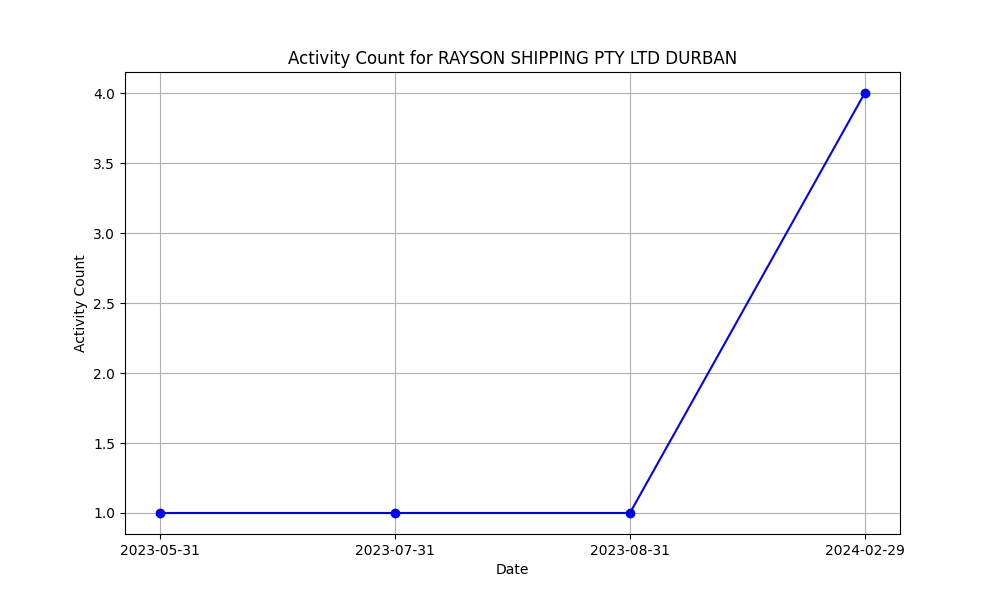 Activity Count for RAYSON SHIPPING PTY LTD DURBAN
4.0
3.5
3.0
2.5
2.0
1.5
1.0
Activity Count
2023-05-31 2023-07-31 2023-08-31 2024-02-29
Date